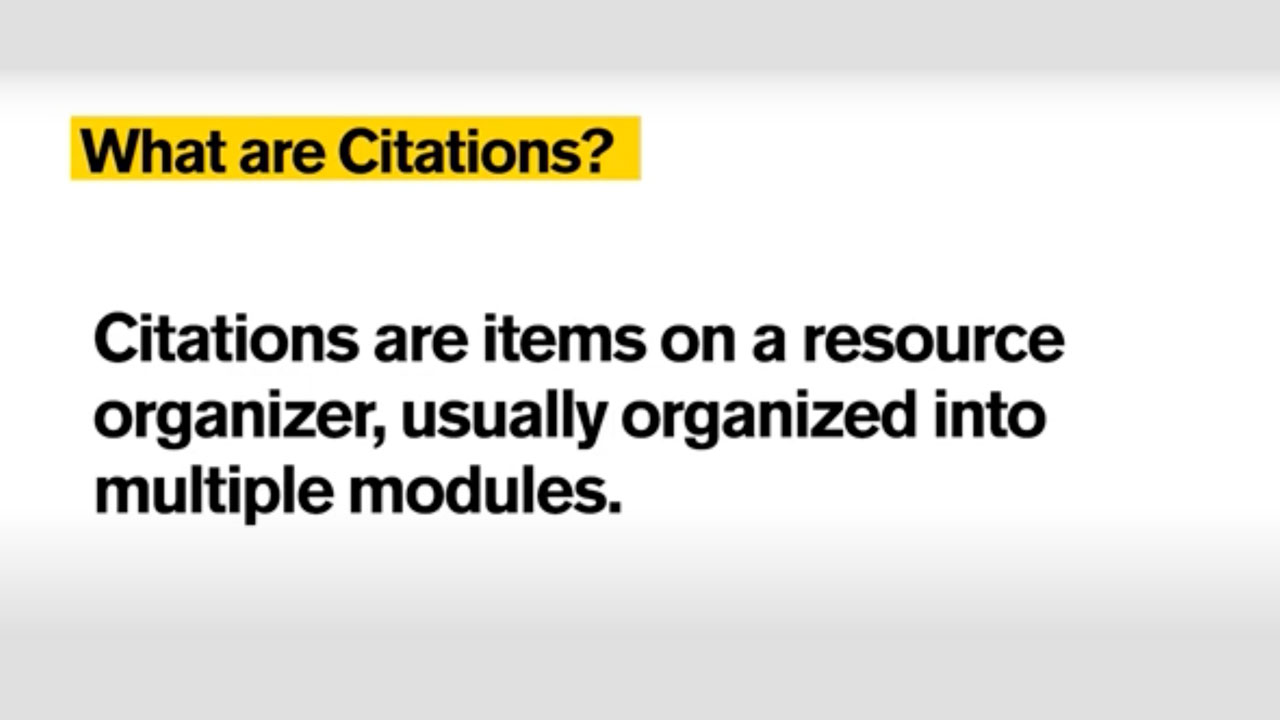 What are Citations?
Citations are items on a resource
organizer, usually organized into
multiple modules.